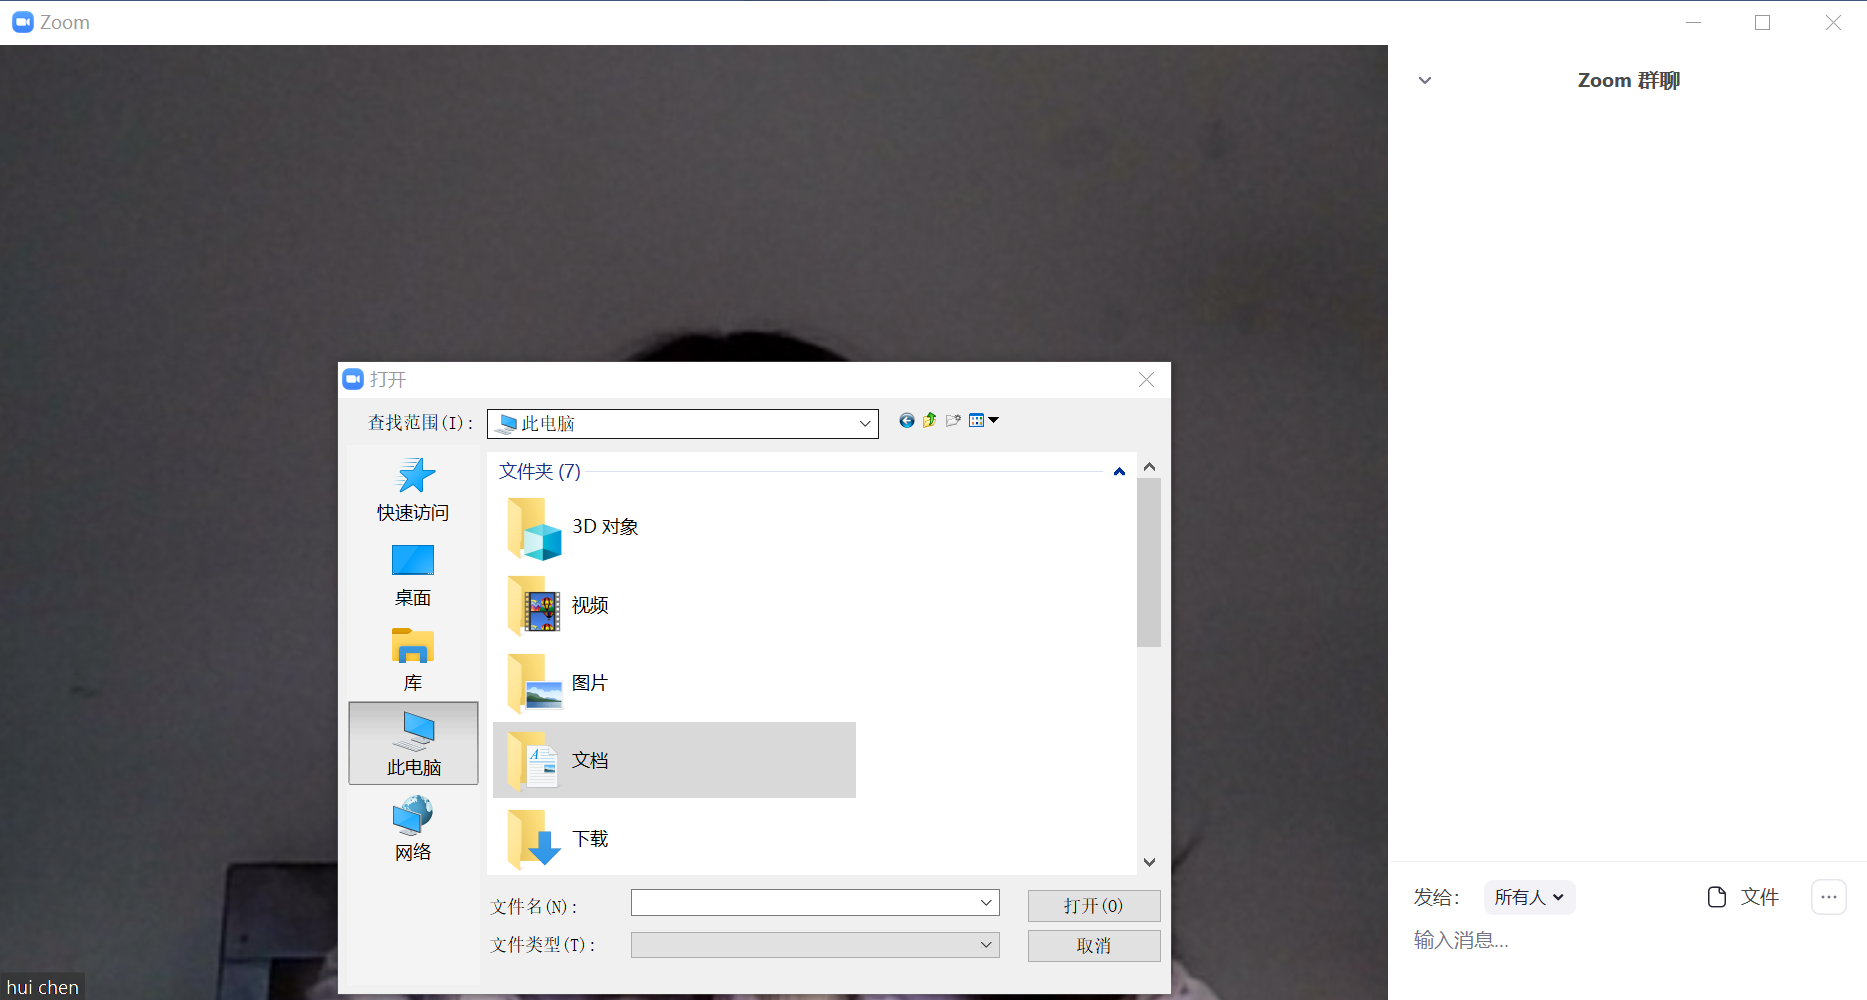 Zoom
Zoom 群聊
打开
查找范围(I):
此电脑
快速访问
桌面
库
此电脑
网络
文件夹 (7)
3D 对象
视频
图片
文档
下载
文件名(N):
打开(O)
文件类型(T):
取消
发给:
所有人
文件
输入消息...
hui chen